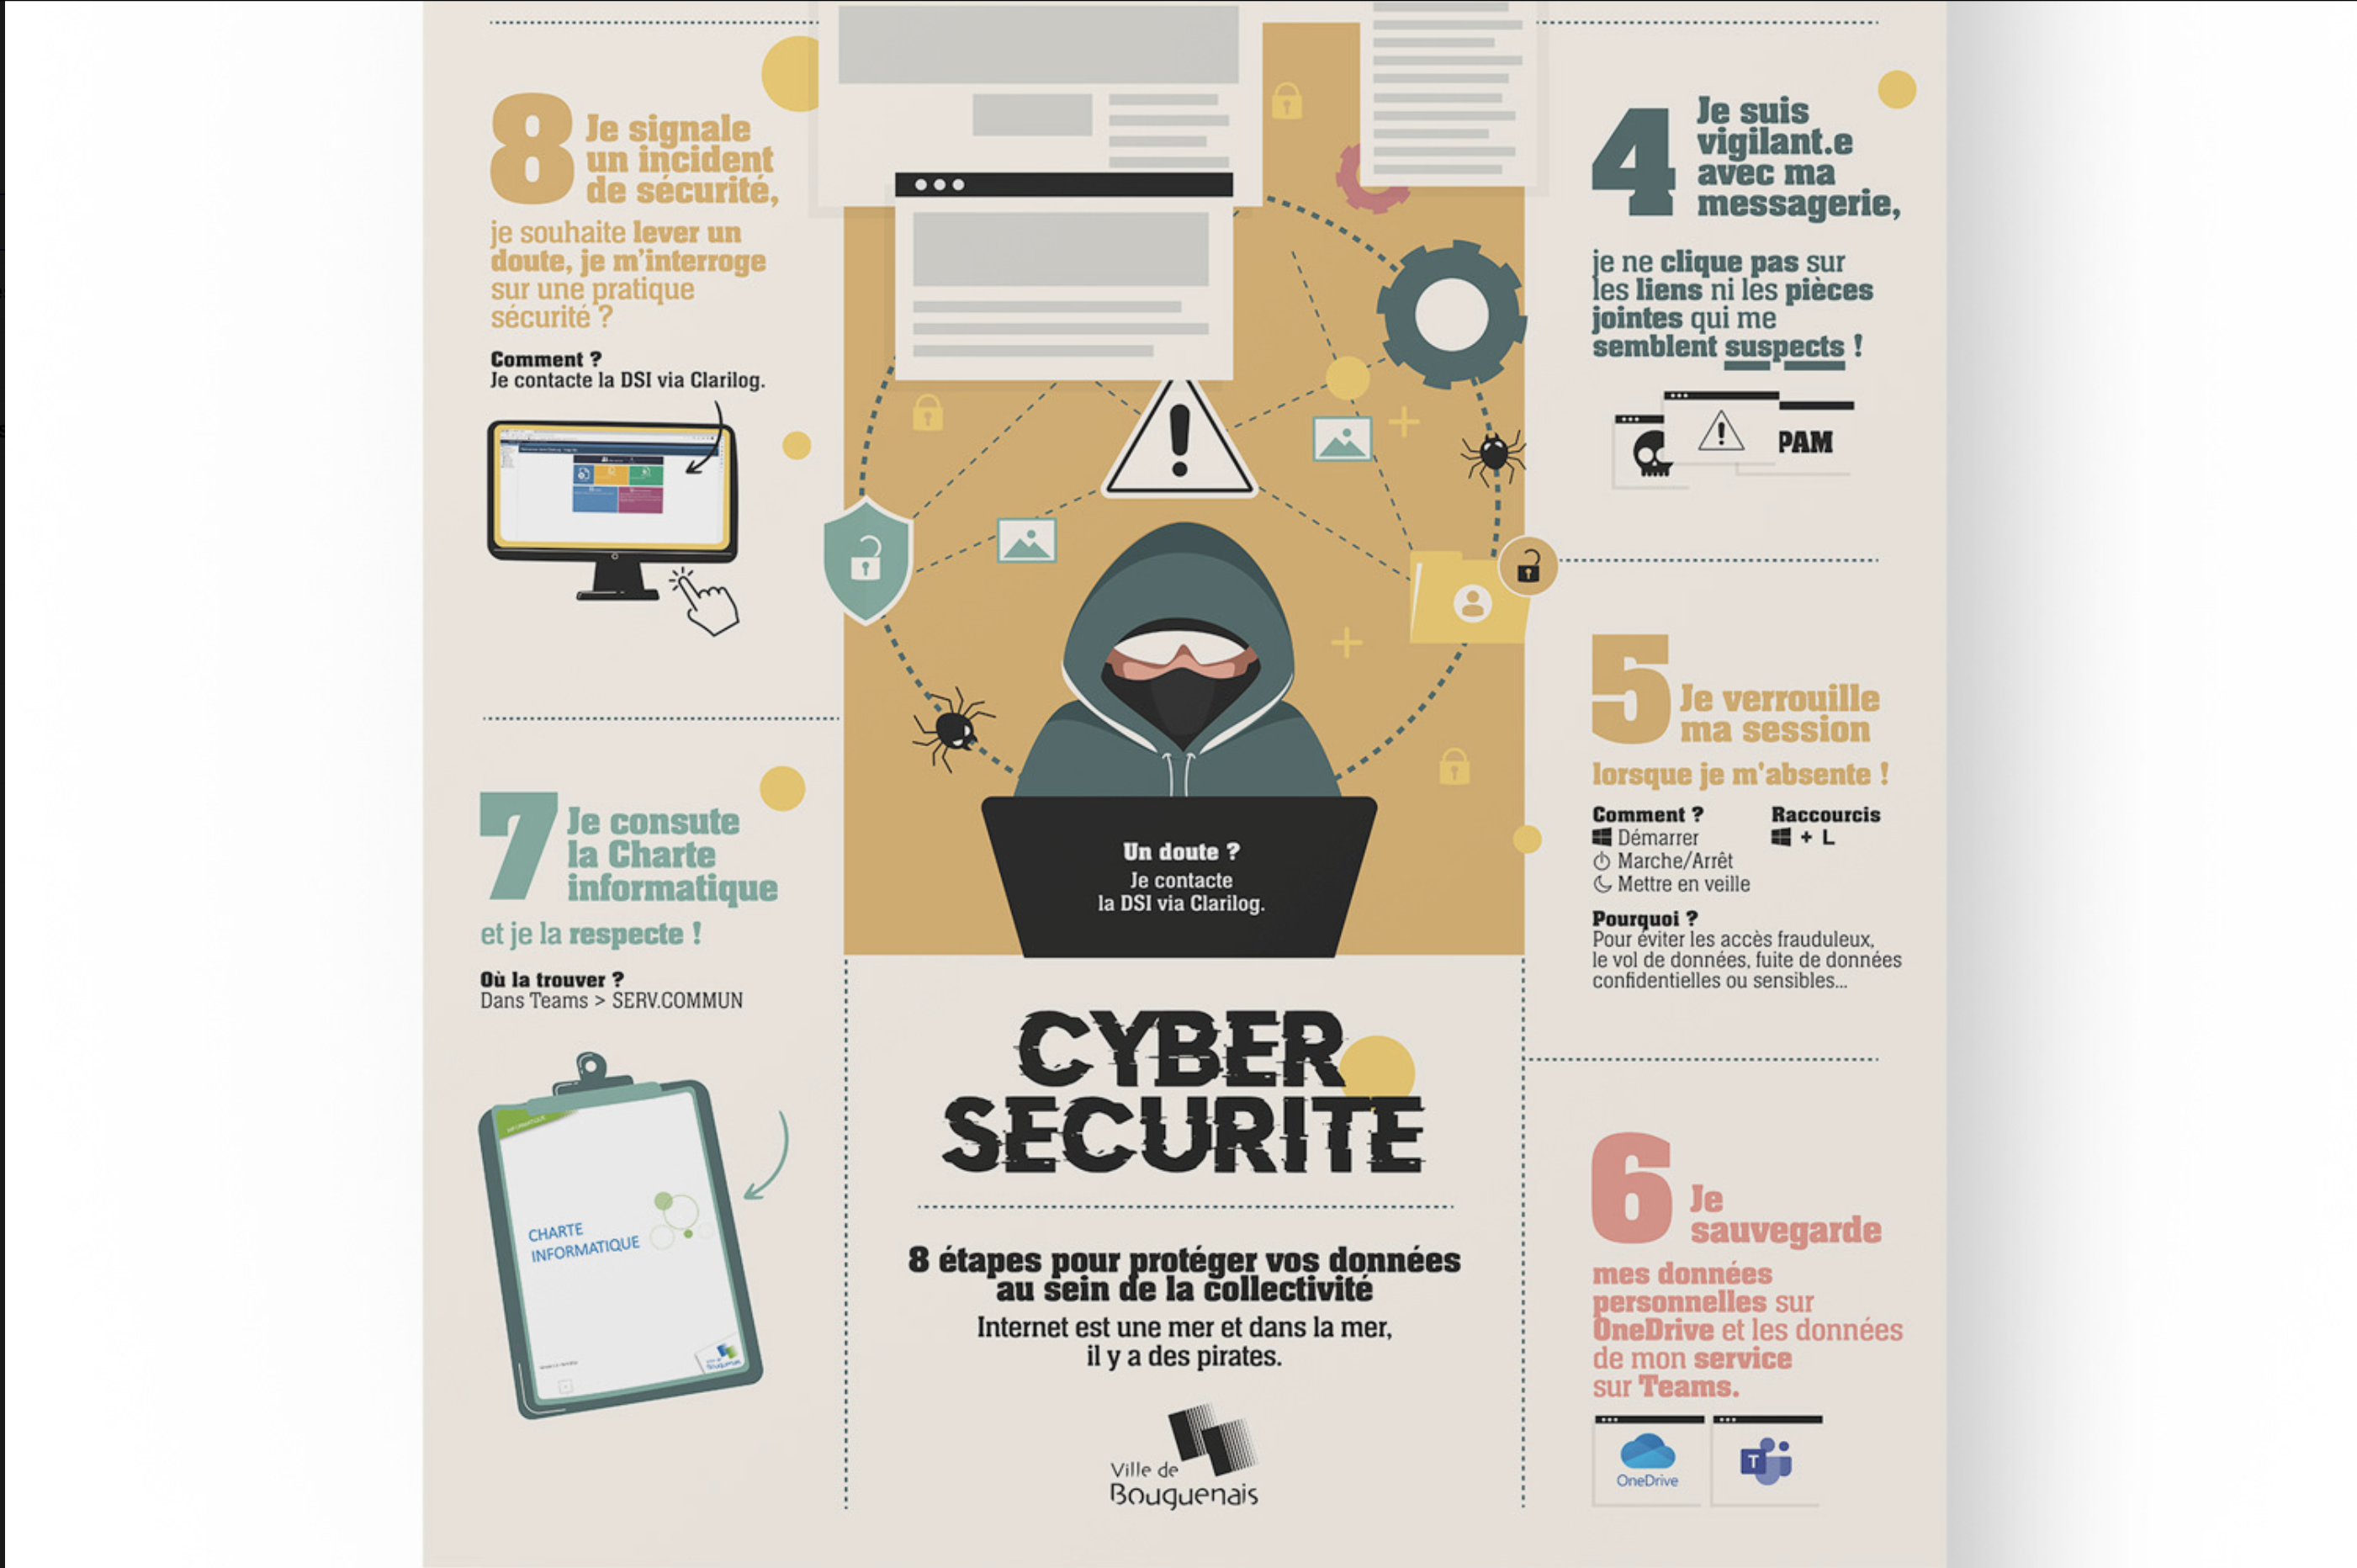 8
Je signale
un incident
de sécurité,
je souhaite lever un
doute, je m'interroge
sur une pratique
sécurité ?
Comment ?
Je contacte la DSI via Clarilog.
7
Je consute
la Charte
informatique
et je la respecte !
Où la trouver ?
Dans Teams > SERV.COMMUN
CHARTE
INFORMATIQUE
Un doute ?
Je contacte
la DSI via Clarilog.
CYBER
SECURITE
8 étapes pour protéger vos données
au sein de la collectivité
Internet est une mer et dans la mer,
il y a des pirates.
Ville de
Bouguenais
4
Je suis
vigilant.e
avec ma
messagerie,
je ne clique pas sur
les liens ni les pièces
jointes qui me
semblent suspects !
PAM
5
Je verrouille
ma session
lorsque je m'absente !
Comment ?
Démarrer
Marche/Arrêt
Mettre en veille
Raccourcis
+ L
Pourquoi ?
Pour éviter les accès frauduleux,
le vol de données, fuite de données
confidentielles ou sensibles...
6
Je
sauvegarde
mes données
personnelles sur
OneDrive et les données
de mon service
sur Teams.
OneDrive
T